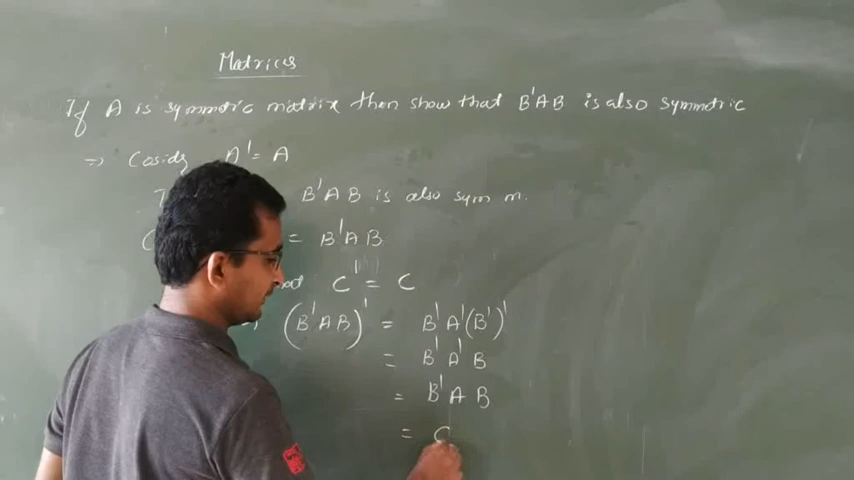 Matrices
If A is symmetric matrix then show that B'AB is also symmetric
=> Cosidr A' = A
B'AB is also sym m.
= B'AB
C' = C
(B'AB)' = B'A'(B')'
= B'A'B
= B'AB
= C